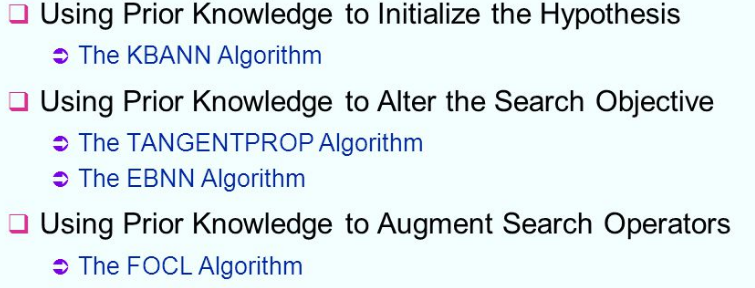 Using Prior Knowledge to Initialize the Hypothesis
The KBANN Algorithm
Using Prior Knowledge to Alter the Search Objective
The TANGENTPROP Algorithm
The EBNN Algorithm
Using Prior Knowledge to Augment Search Operators
The FOCL Algorithm